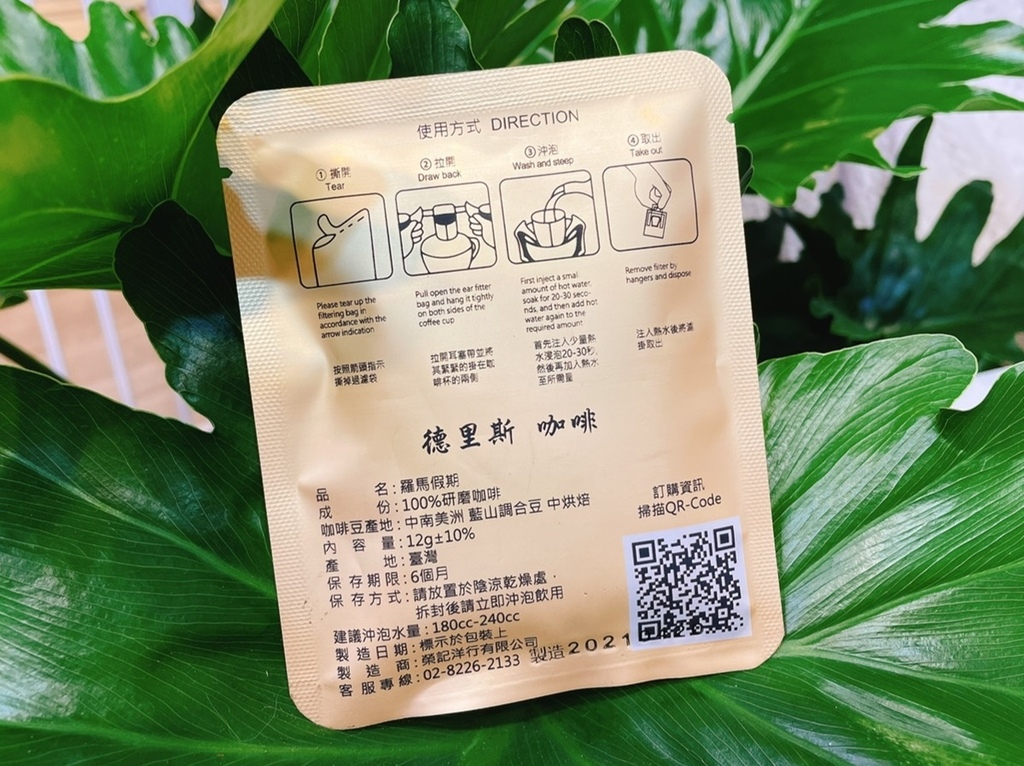 使用方式 DIRECTION
① 撕開
Tear
② 拉開
Draw back
③ 沖泡
Wash and steep
④ 取出
Take out
Please tear up the
filtering bag in
accordance with the
arrow indication
Pull open the ear fitter
bag and hang it tightly
on both sides of the
coffee cup
First inject a smal
amount of hot water,
soak for 20-30 seco-
nds, and then add hot
water again to the
required amount
Remove filter by
hangers and dispose
按照箭頭指示
撕掉過濾袋
拉開耳塞帶並將
其緊緊的掛在咖
啡杯的兩側
首先注入少量熱
水浸泡20-30秒,
然後再加入熱水
至所需量
注入熱水後將濾
掛取出
德里斯 咖啡
品名:羅馬假期
成份:100%研磨咖啡
咖啡豆產地:中南美洲 藍山調合豆 中烘焙
內容量:12g±10%
產地:臺灣
保存期限:6個月
保存方式:請放置於陰涼乾燥處,
拆封後請立即沖泡飲用
建議沖泡水量:180cc-240cc
製造日期:標示於包裝上
製造商:榮記洋行有限公司
客服專線:02-8226-2133
製造2021
訂購資訊
掃描QR-Code